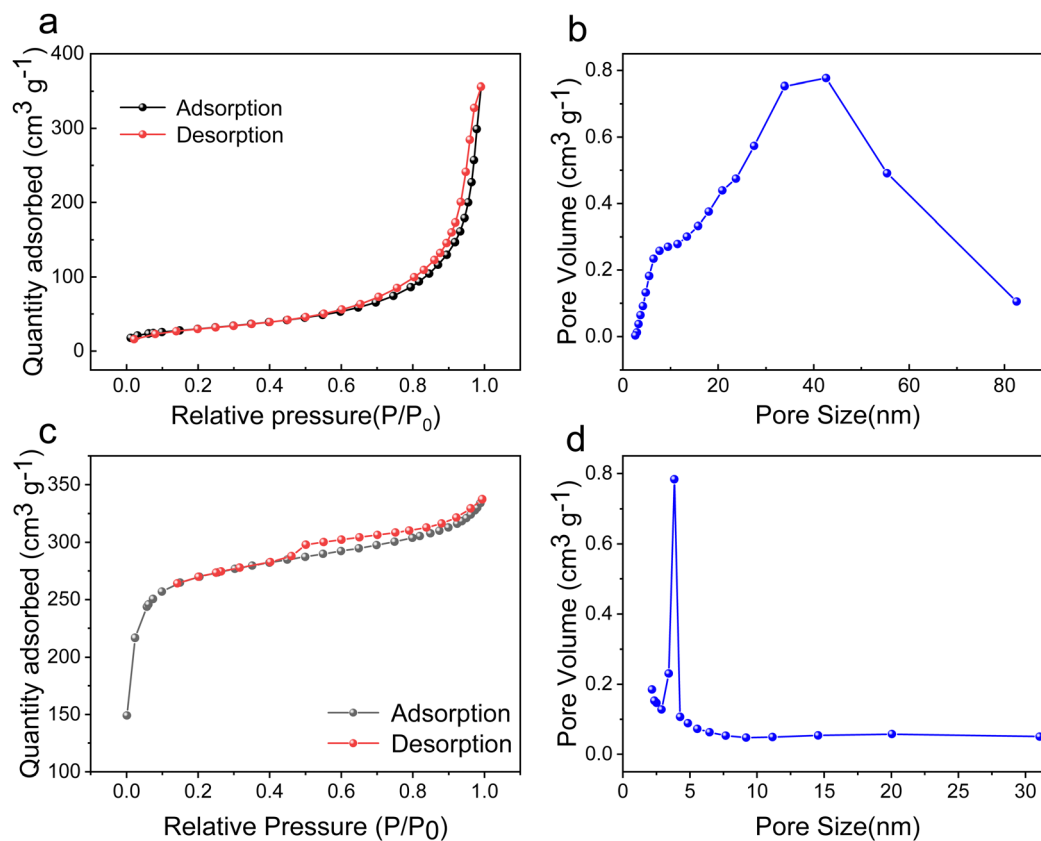 a
Quantity adsorbed (cm³ g⁻¹)
400
300
200
100
0
Adsorption
Desorption
0.0 0.2 0.4 0.6 0.8 1.0
Relative pressure(P/P₀)
b
Pore Volume (cm³ g⁻¹)
0.8
0.6
0.4
0.2
0.0
0 20 40 60 80
Pore Size(nm)
c
Quantity adsorbed (cm³ g⁻¹)
350
300
250
200
150
100
Adsorption
Desorption
0.0 0.2 0.4 0.6 0.8 1.0
Relative Pressure (P/P₀)
d
Pore Volume (cm³ g⁻¹)
0.8
0.6
0.4
0.2
0.0
0 5 10 15 20 25 30
Pore Size(nm)